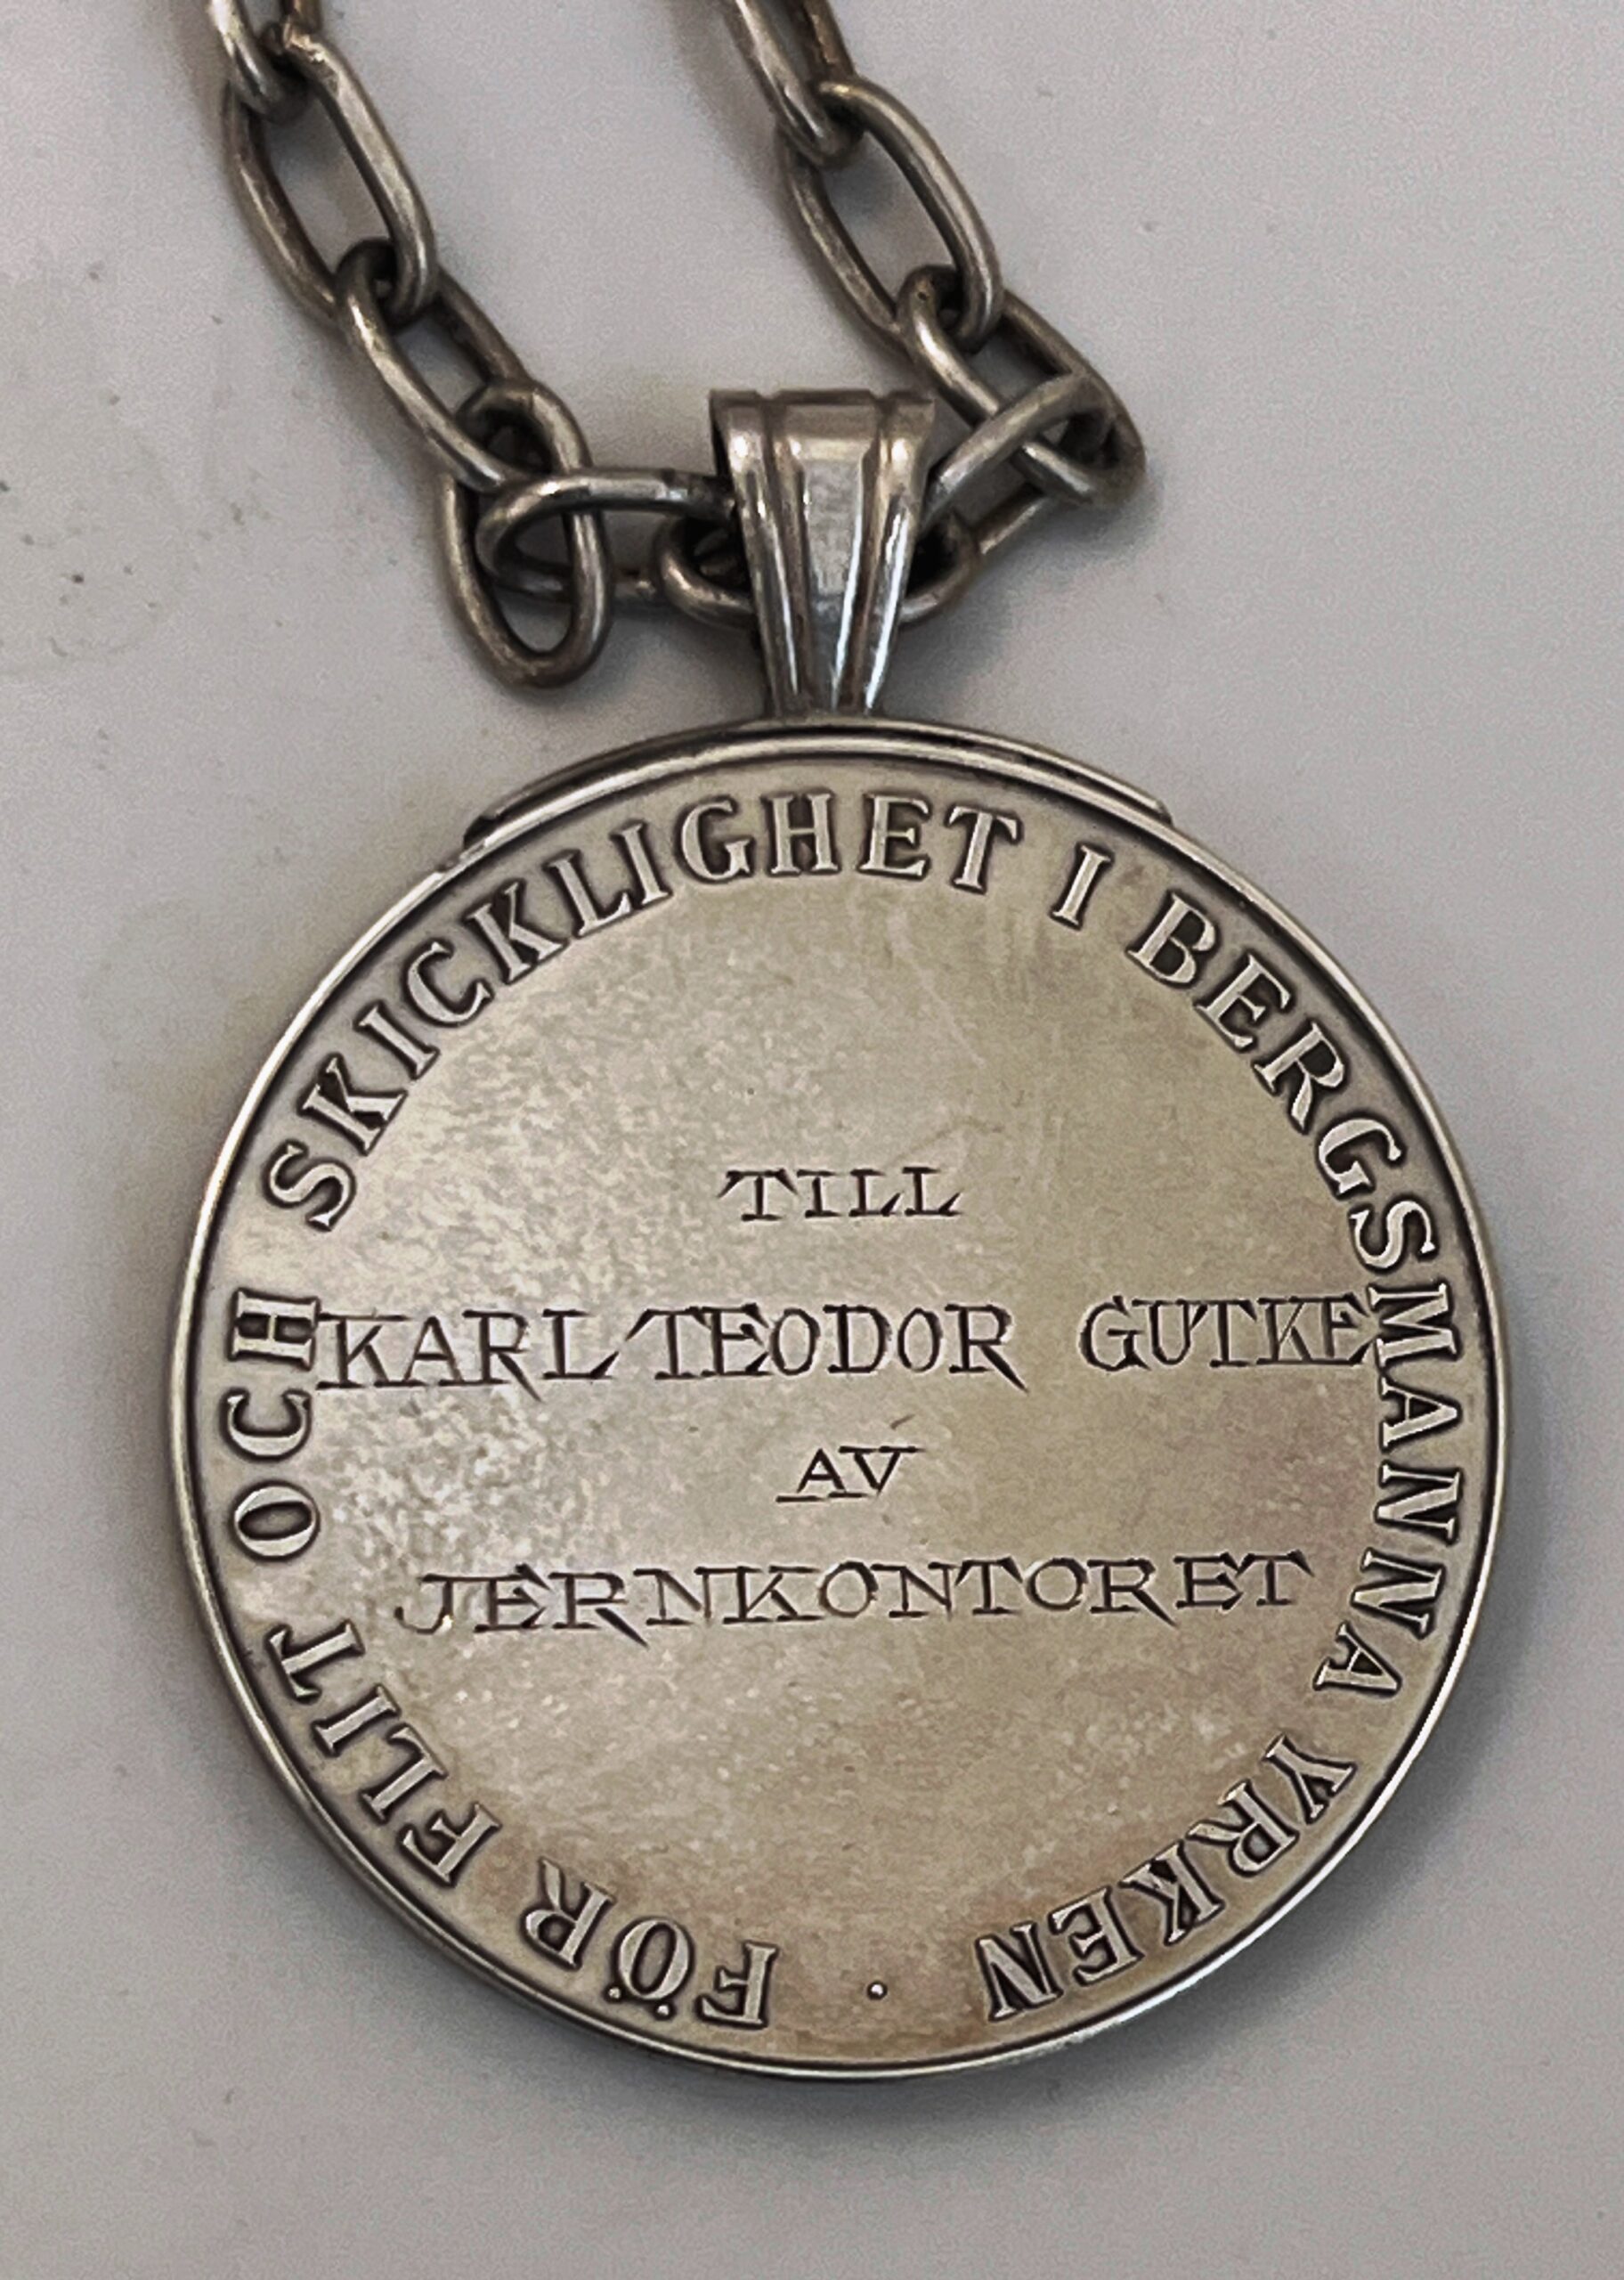 FÖR FLIT OCH SKICKLIGHET I BERGSMANNA YRKEN ·
TILL
KARL TEODOR GUTKE
AV
JERNKONTORET